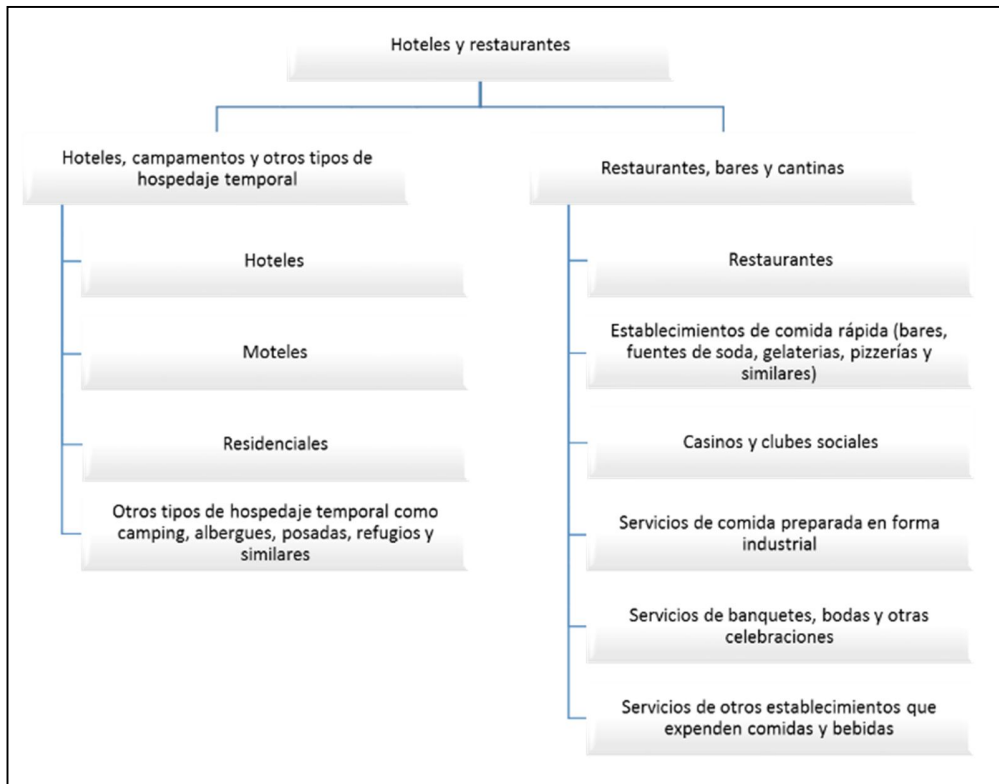 Hoteles y restaurantes
Hoteles, campamentos y otros tipos de
hospedaje temporal
Hoteles
Moteles
Residenciales
Otros tipos de hospedaje temporal como
camping, albergues, posadas, refugios y
similares
Restaurantes, bares y cantinas
Restaurantes
Establecimientos de comida rápida (bares,
fuentes de soda, gelaterias, pizzerías y
similares)
Casinos y clubes sociales
Servicios de comida preparada en forma
industrial
Servicios de banquetes, bodas y otras
celebraciones
Servicios de otros establecimientos que
expenden comidas y bebidas